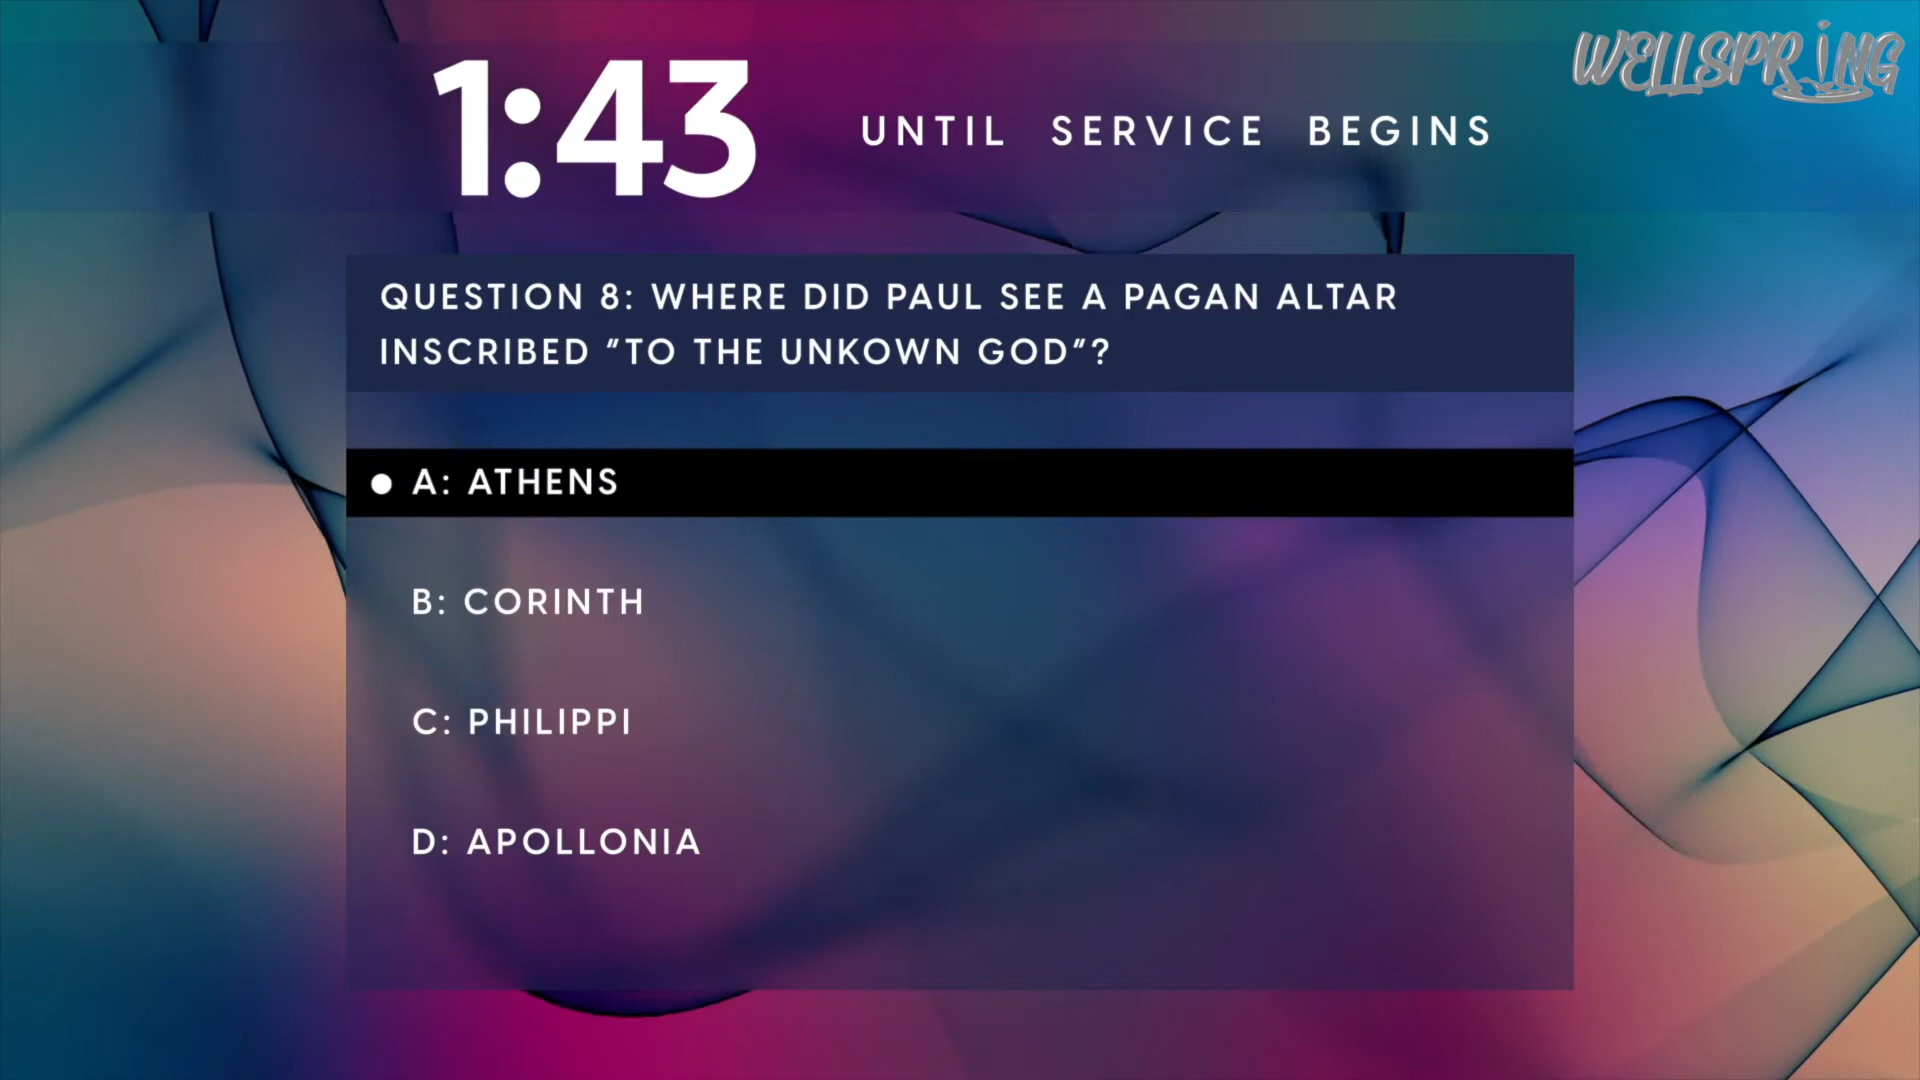 WELLSPRING
1:43 UNTIL SERVICE BEGINS
QUESTION 8: WHERE DID PAUL SEE A PAGAN ALTAR
INSCRIBED “TO THE UNKOWN GOD”?
A: ATHENS
B: CORINTH
C: PHILIPPI
D: APOLLONIA